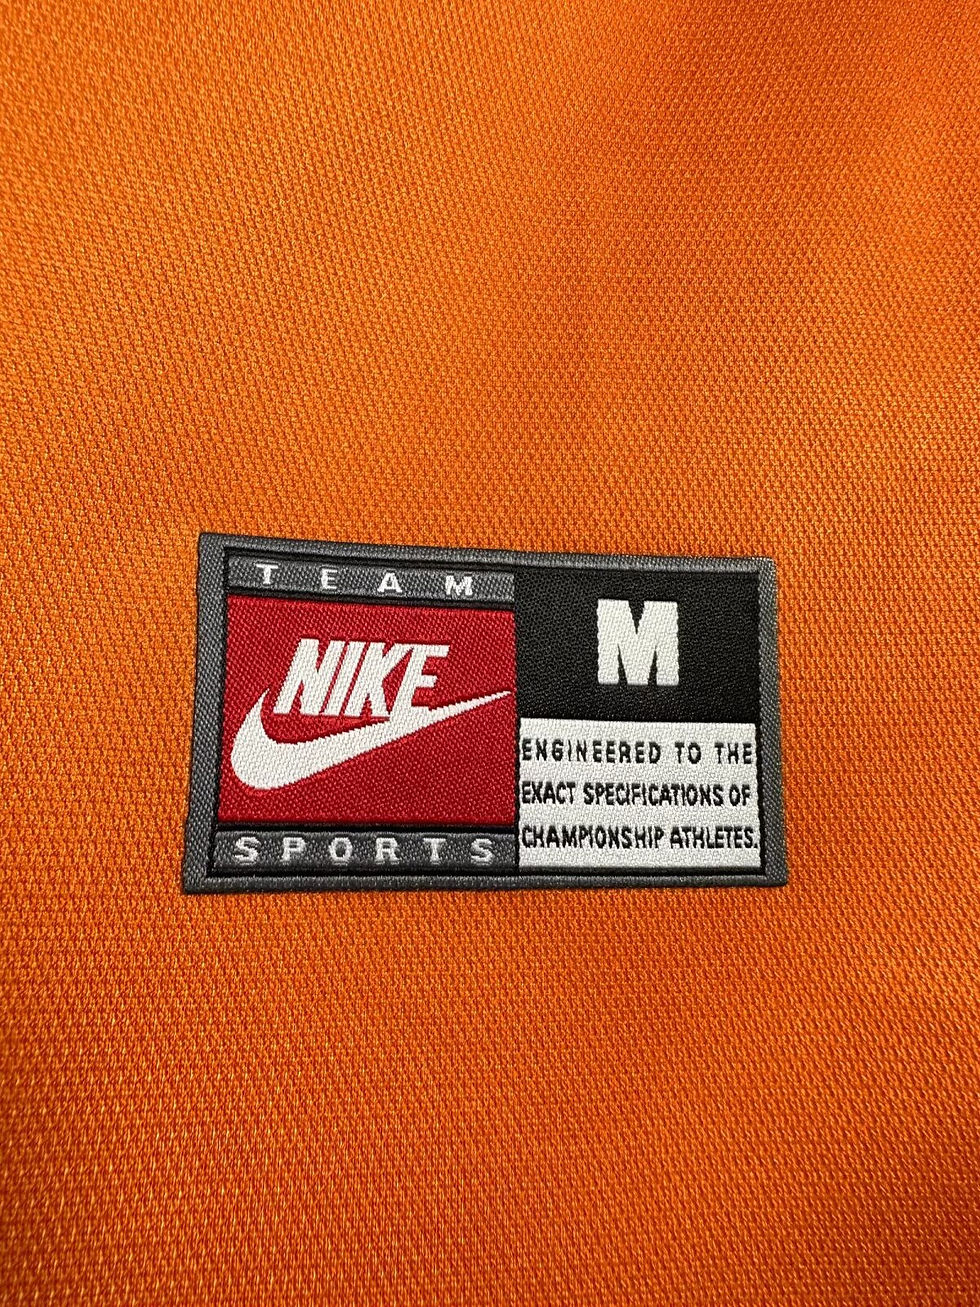 TEAM
NIKE
SPORTS
M
ENGINEERED TO THE
EXACT SPECIFICATIONS OF
CHAMPIONSHIP ATHLETES.